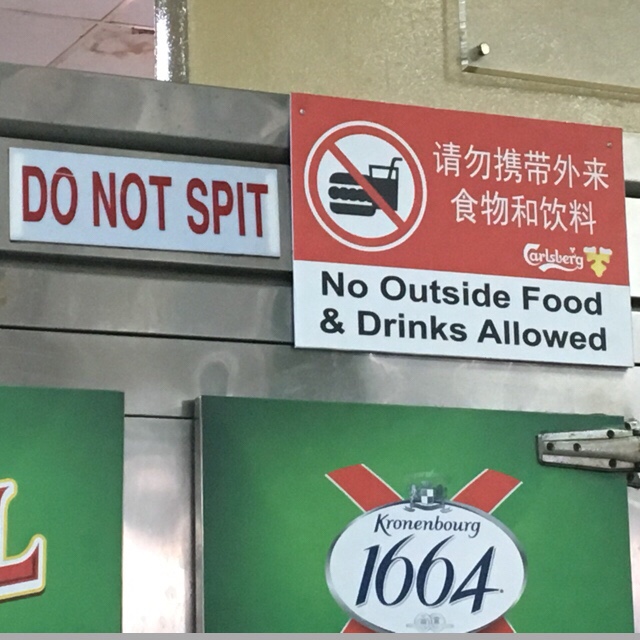 DO NOT SPIT
请勿携带外来
食物和饮料
Carlsberg
No Outside Food
& Drinks Allowed
L
Kronenbourg
1664